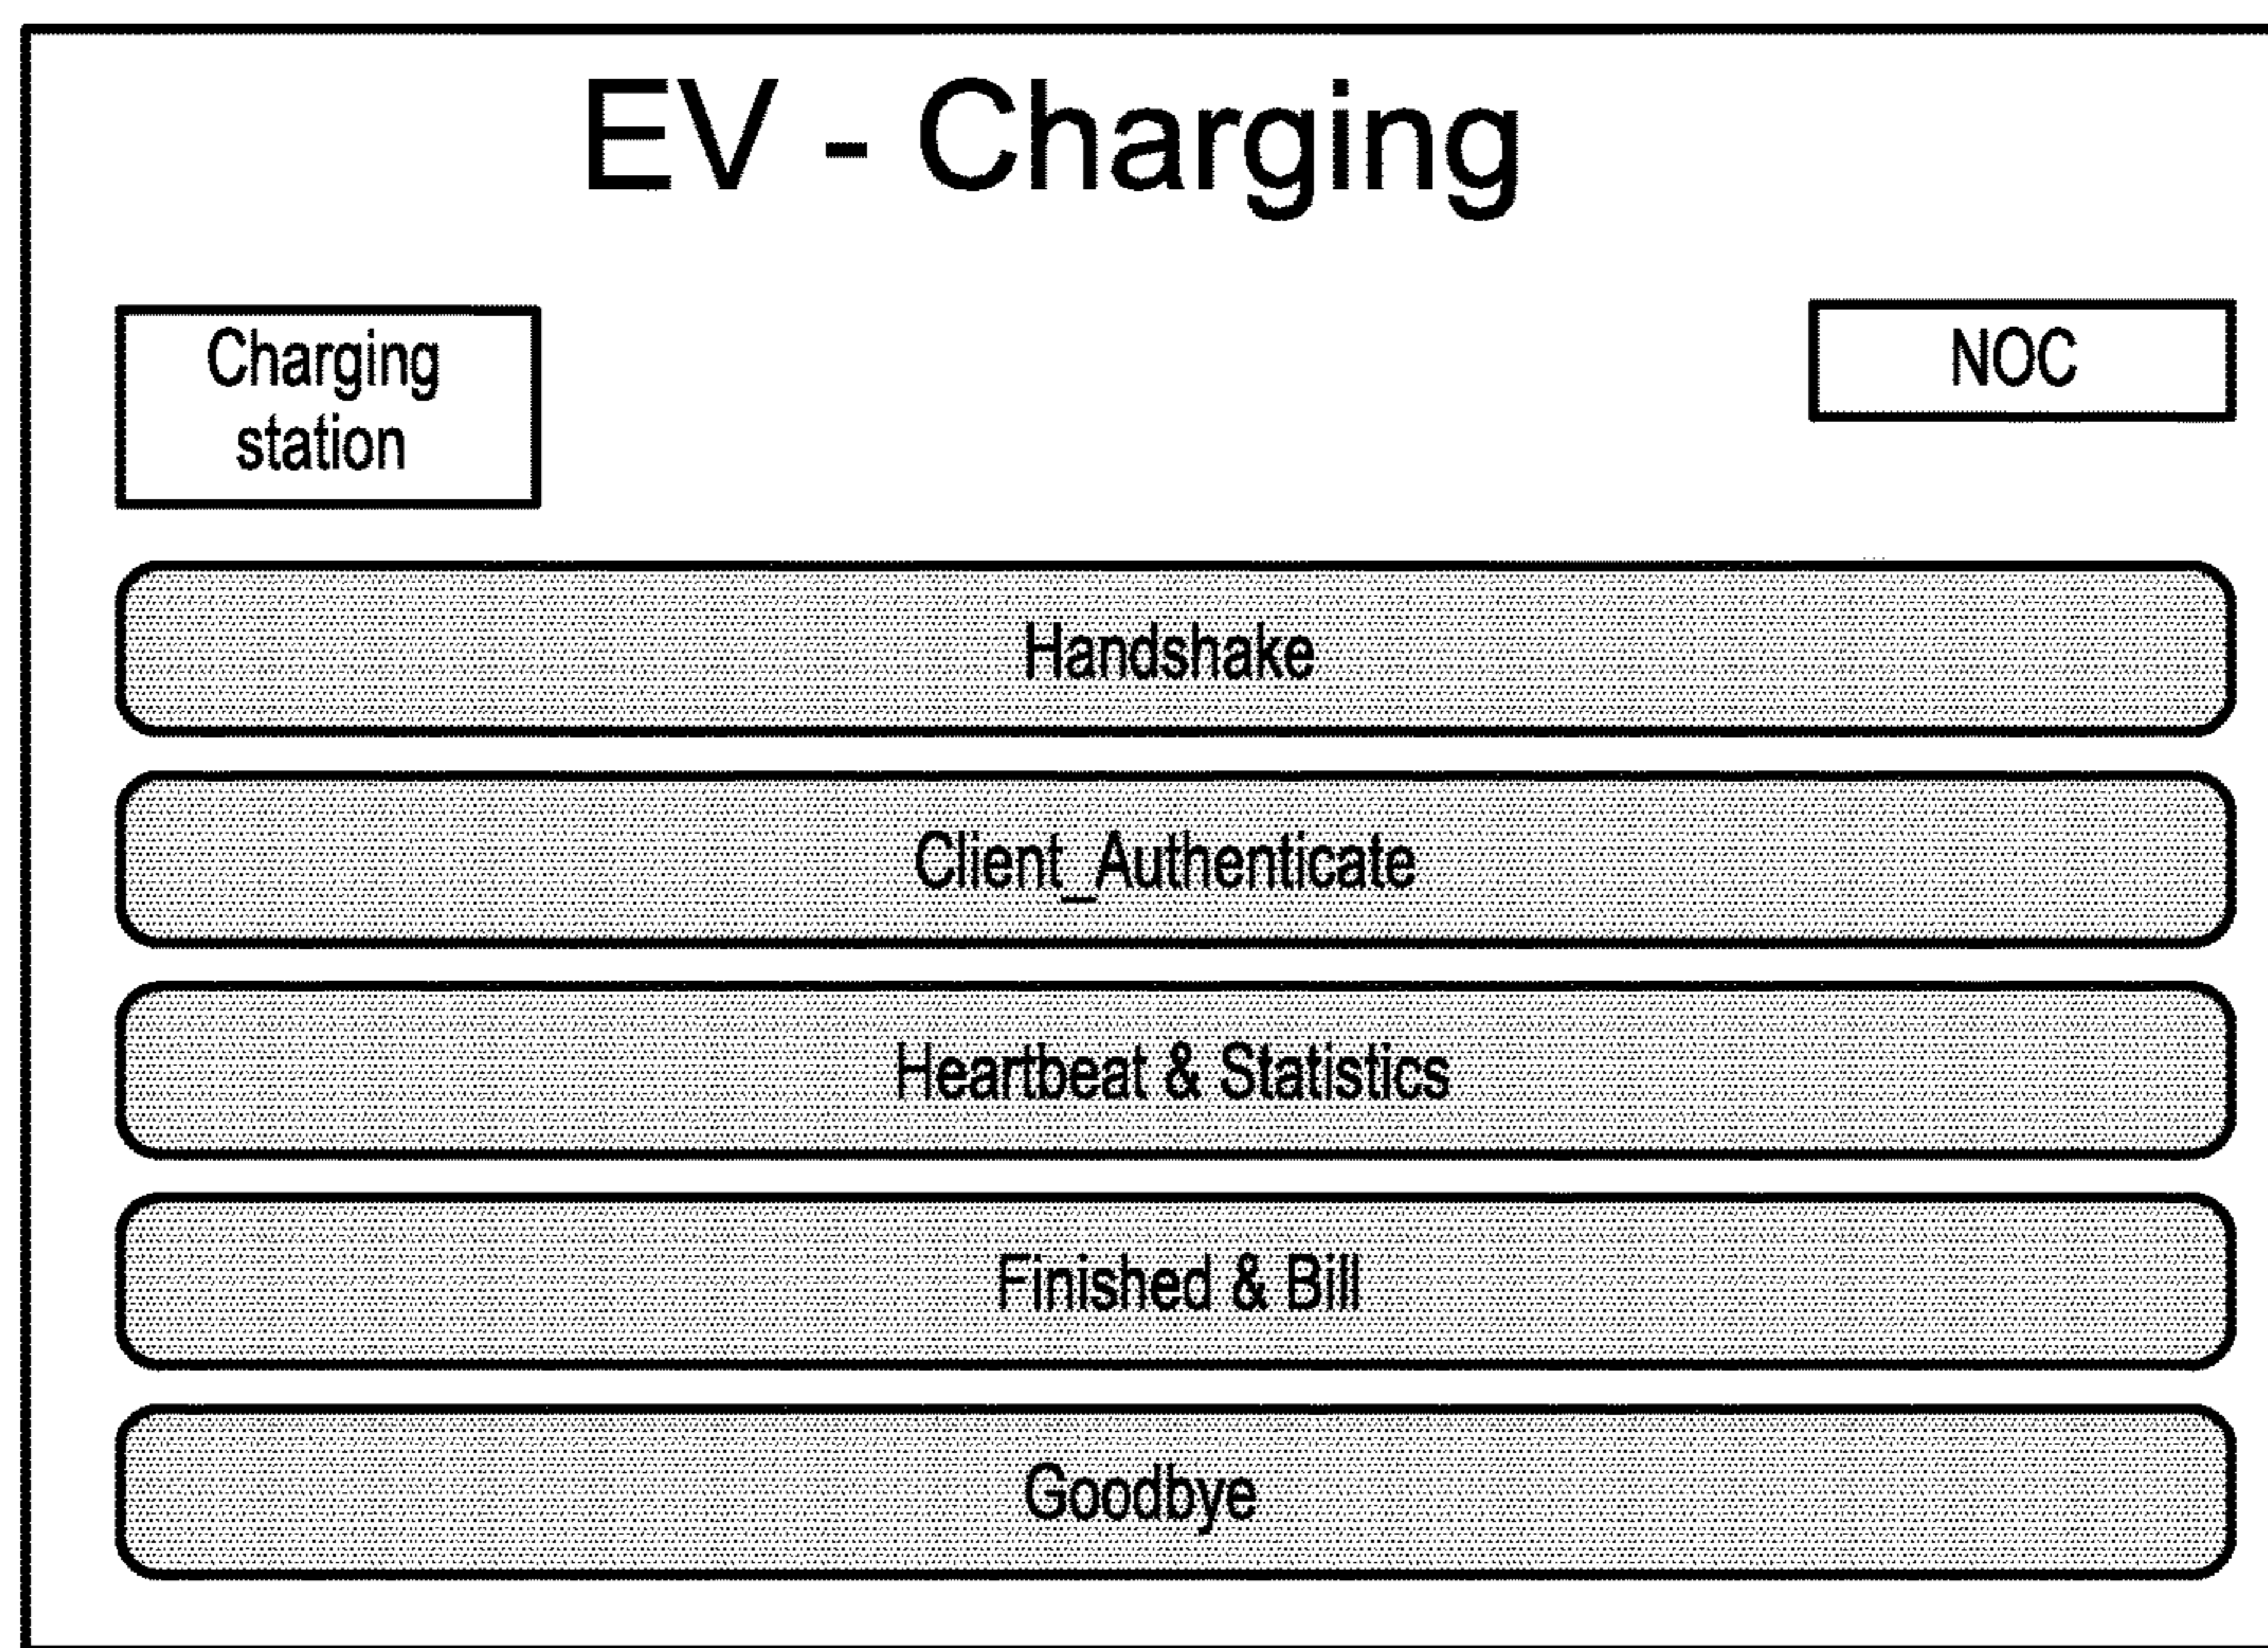 EV - Charging
Charging
station
NOC
Handshake
Client_Authenticate
Heartbeat & Statistics
Finished & Bill
Goodbye